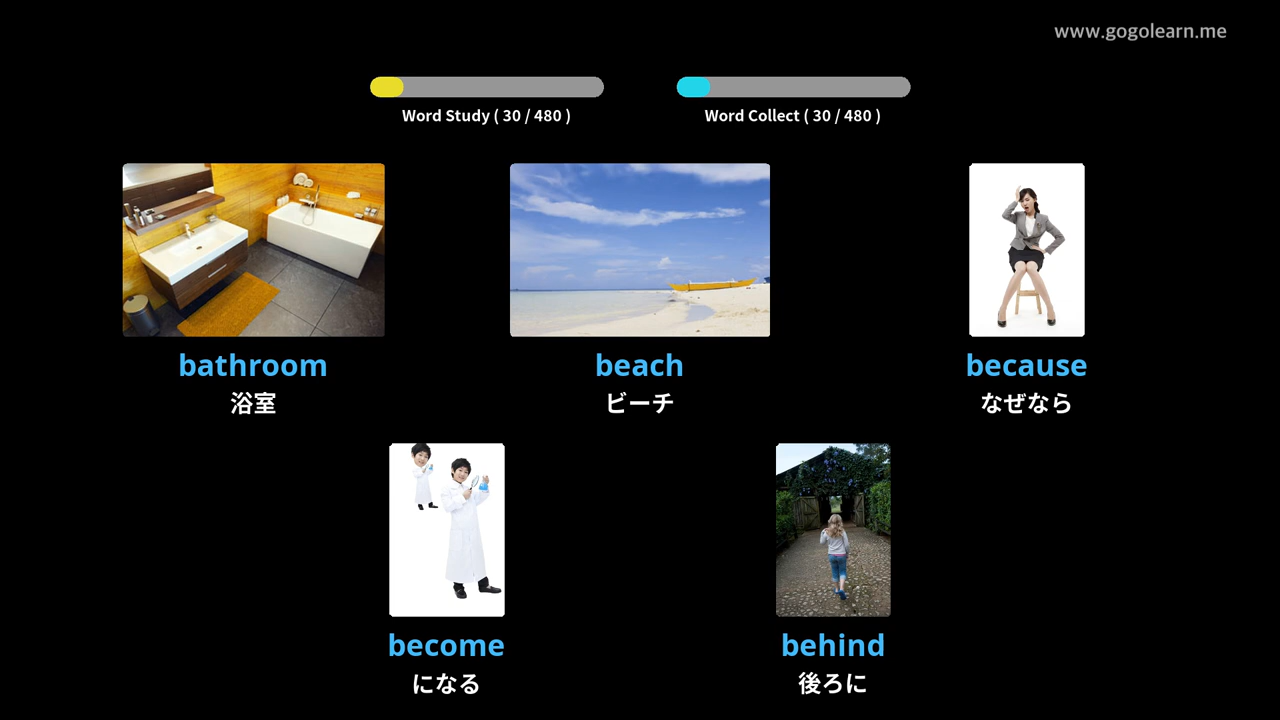 www.gogolearn.me
Word Study ( 30 / 480 )
Word Collect ( 30 / 480 )
bathroom
浴室
beach
ビーチ
because
なぜなら
become
になる
behind
後ろに